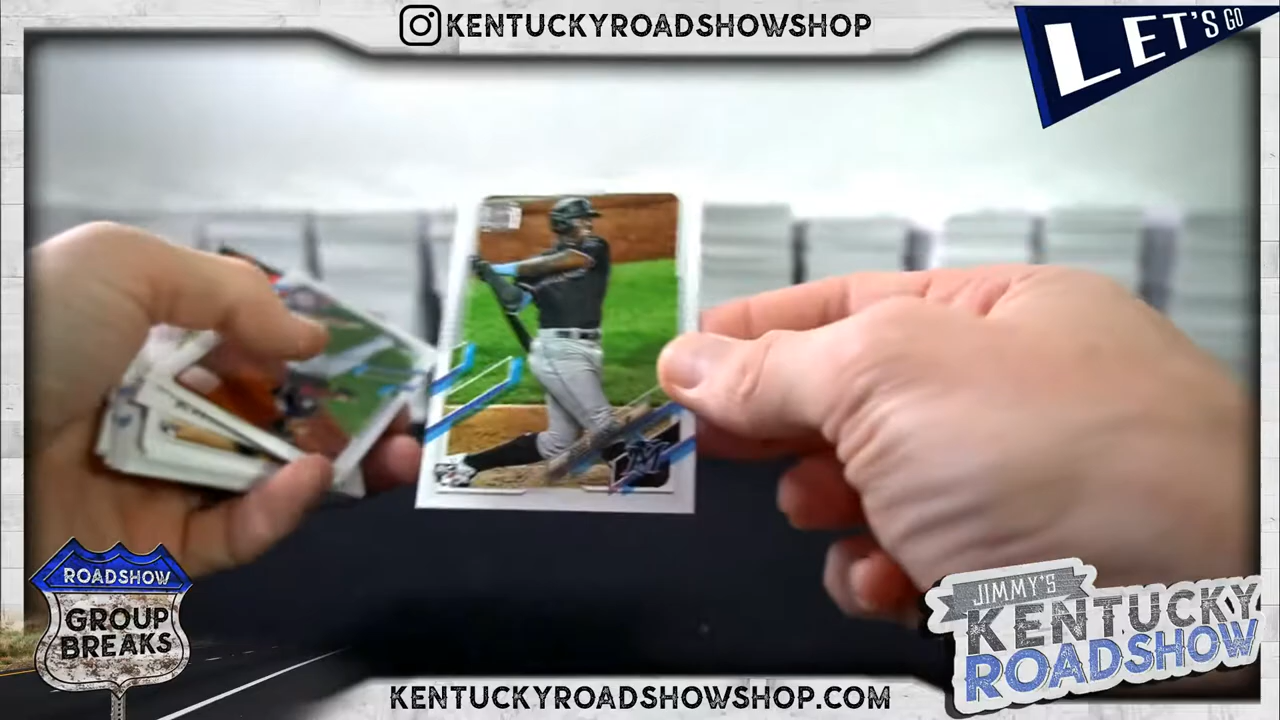 KENTUCKYROADSHOWSHOP
LET'S GO
ROADSHOW
GROUP
BREAKS
JIMMY'S
KENTUCKY
ROADSHOW
KENTUCKYROADSHOWSHOP.COM